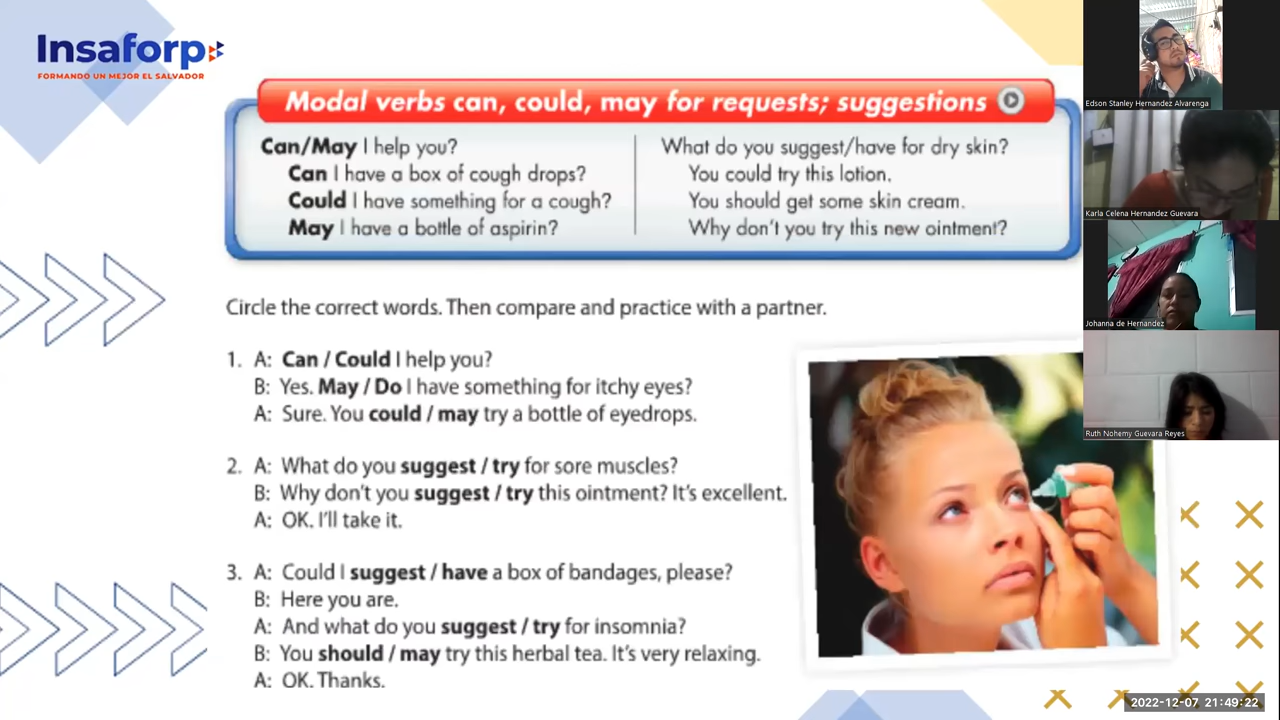 Insaforp
FORMANDO UN MEJOR EL SALVADOR
Modal verbs can, could, may for requests; suggestions
Can/May I help you?
Can I have a box of cough drops?
Could I have something for a cough?
May I have a bottle of aspirin?
What do you suggest/have for dry skin?
You could try this lotion.
You should get some skin cream.
Why don't you try this new ointment?
Circle the correct words. Then compare and practice with a partner.
1. A: Can / Could I help you?
B: Yes. May / Do I have something for itchy eyes?
A: Sure. You could / may try a bottle of eyedrops.
2. A: What do you suggest / try for sore muscles?
B: Why don't you suggest / try this ointment? It's excellent.
A: OK. I'll take it.
3. A: Could I suggest / have a box of bandages, please?
B: Here you are.
A: And what do you suggest / try for insomnia?
B: You should / may try this herbal tea. It's very relaxing.
A: OK. Thanks.
Edson Stanley Hernandez Alvarenga
Karla Celena Hernandez Guevara
Johanna de Hernandez
Ruth Nohemy Guevara Reyes
2022-12-07 21:49:22